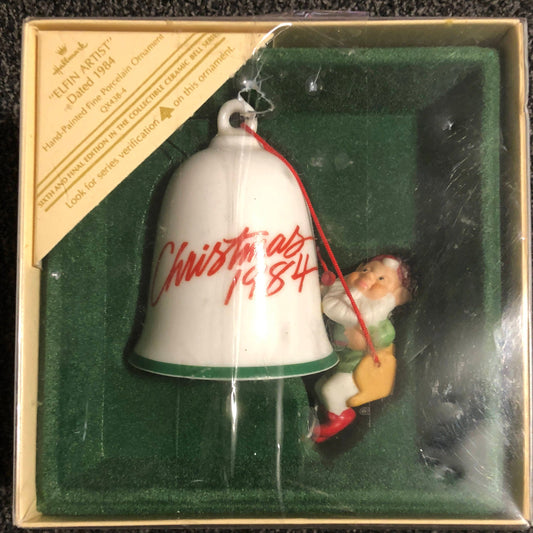 Hallmark
"ELFIN ARTIST"
Dated 1984
Hand-Painted Fine Porcelain Ornament
QX438-4
SIXTH AND FINAL EDITION IN THE COLLECTIBLE CERAMIC BELL SERIES
Look for series verification on this ornament.
Christmas
1984